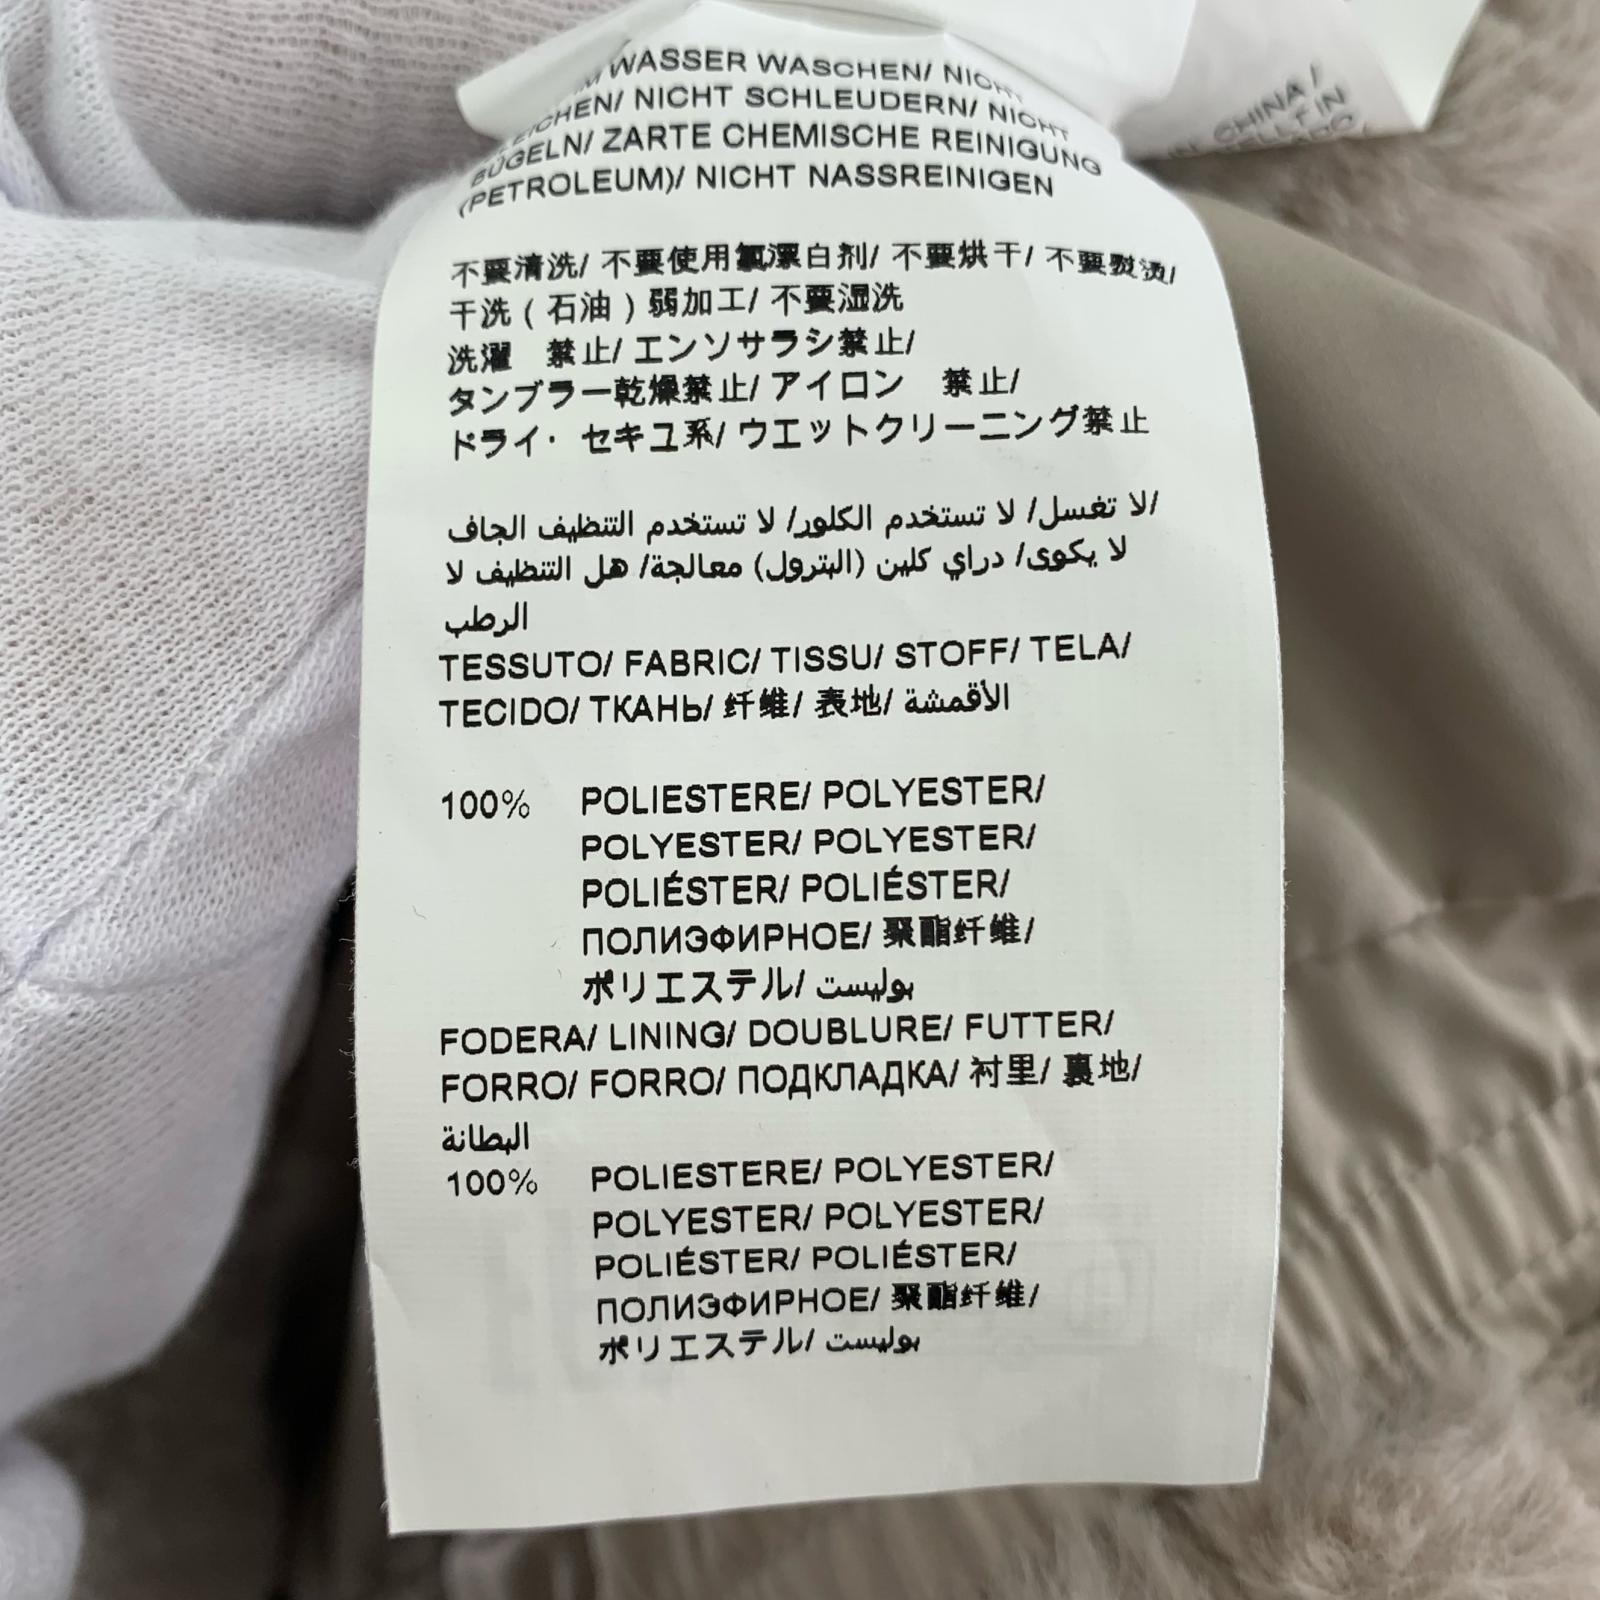 WASSER WASCHEN/ NICHT
NICHT SCHLEUDERN/ NICHT
BÜGELN/ ZARTE CHEMISCHE REINIGUNG
(PETROLEUM)/ NICHT NASSREINIGEN
不要清洗/ 不要使用氯漂白剂/ 不要烘干/ 不要熨烫/
干洗(石油)弱加工/ 不要湿洗
洗濯 禁止/ エンソサラシ禁止/
タンブラー乾燥禁止/ アイロン 禁止/
ドライ· セキユ系/ ウエットクリーニング禁止
لا تغسل/ لا تستخدم الكلور/ لا تستخدم التنظيف الجاف/
لا يكوى/ دراي كلين (البترول) معالجة/ هل التنظيف لا
الرطب
TESSUTO/ FABRIC/ TISSU/ STOFF/ TELA/
TECIDO/ ТКАНЬ/ 纤维/ 表地/ الأقمشة
100% POLIESTERE/ POLYESTER/
POLYESTER/ POLYESTER/
POLIÉSTER/ POLIÉSTER/
ПОЛИЭФИРНОЕ/ 聚酯纤维/
ポリエステル/ بوليست
FODERA/ LINING/ DOUBLURE/ FUTTER/
FORRO/ FORRO/ ПОДКЛАДКА/ 衬里/ 裏地/
البطانة
100% POLIESTERE/ POLYESTER/
POLYESTER/ POLYESTER/
POLIÉSTER/ POLIÉSTER/
ПОЛИЭФИРНОЕ/ 聚酯纤维/
ポリエステル/ بوليست
IN CHINA/
IN